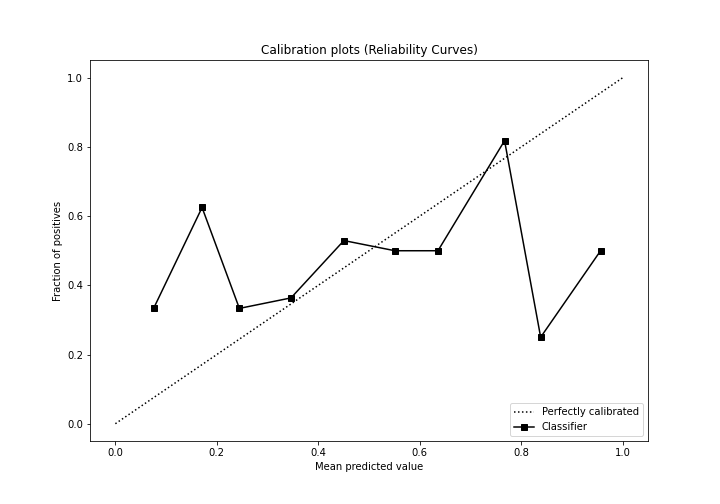 Calibration plots (Reliability Curves)
1.0
0.8
0.6
0.4
0.2
0.0
Fraction of positives
0.0 0.2 0.4 0.6 0.8 1.0
Mean predicted value
Perfectly calibrated
Classifier